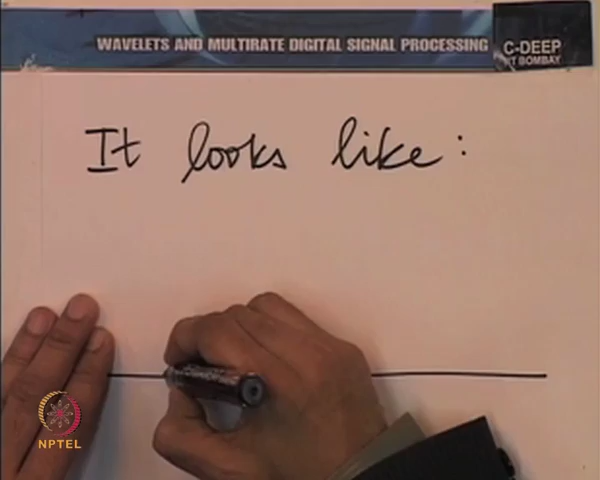 WAVELETS AND MULTIRATE DIGITAL SIGNAL PROCESSING
C-DEEP
IIT BOMBAY
It looks like :
NPTEL